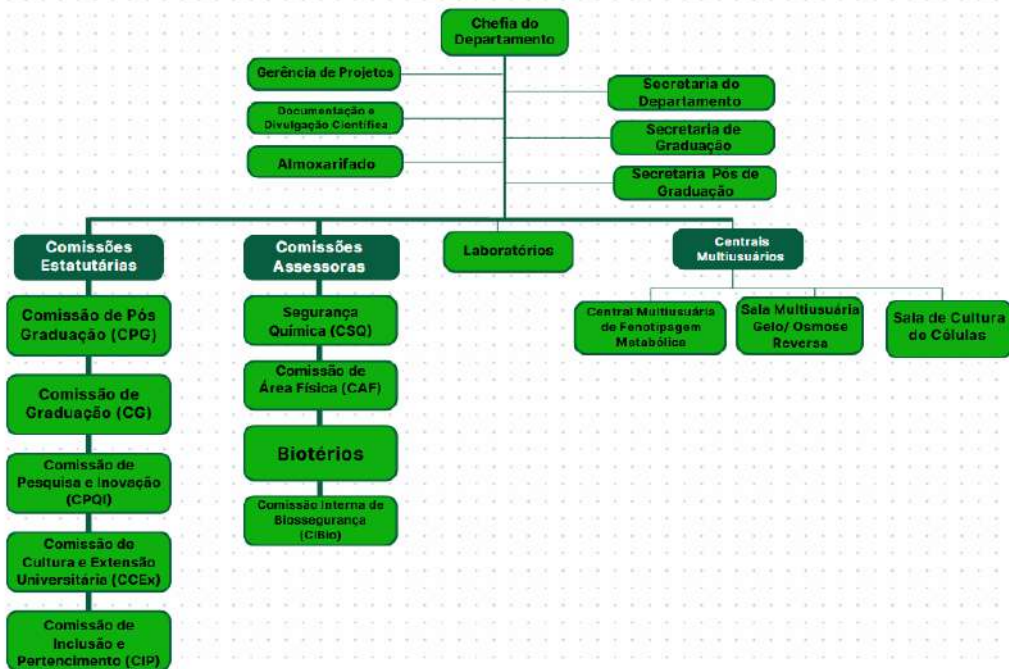 Chefia do
Departamento
Gerência de Projetos
Secretaria do
Departamento
Documentação e
Divulgação Científica
Secretaria de
Graduação
Almoxarifado
Secretaria Pós de
Graduação
Comissões
Estatutárias
Comissões
Assessoras
Laboratórios
Centrais
Multiusuários
Comissão de Pós
Graduação (CPG)
Segurança
Química (CSQ)
Central Multiusuária
de Fenotipagem
Metabólica
Sala Multiusuária
Gelo/ Osmose
Reversa
Sala de Cultura
de Células
Comissão de
Graduação (CG)
Comissão de
Área Física (CAF)
Biotérios
Comissão de
Pesquisa e Inovação
(CPQI)
Comissão Interna de
Biossegurança
(CIBio)
Comissão de
Cultura e Extensão
Universitária (CCEx)
Comissão de
Inclusão e
Pertencimento (CIP)